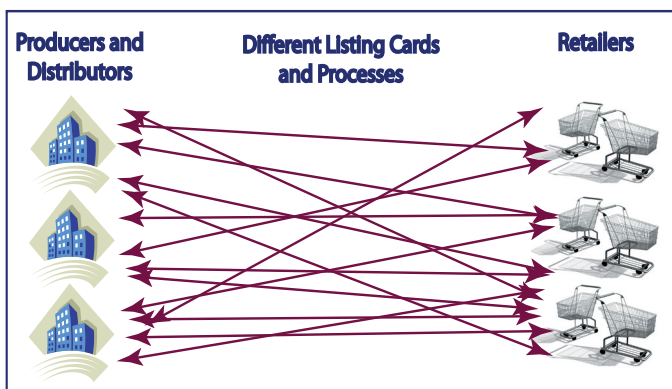 Producers and
Distributors
Different Listing Cards
and Processes
Retailers